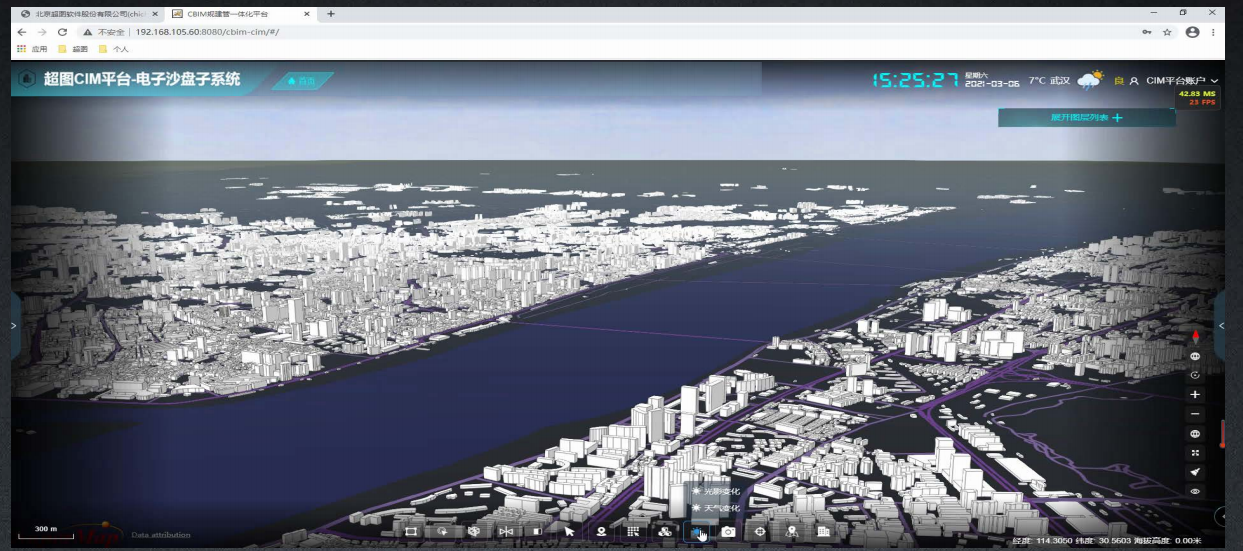 北京超图软件股份有限公司(chic
CBIM规建管一体化平台
不安全 | 192.168.105.60:8080/cbim-cim/#/
应用 超图 个人
超图CIM平台-电子沙盘子系统
首页
15:25:27 星期六 2021-03-06 7°C 武汉 良 CIM平台账户
42.83 MS
23 FPS
展开图层列表 +
光影变化
天气变化
300 m
Data attribution
经度: 114.3050 纬度: 30.5603 海拔高度: 0.00米